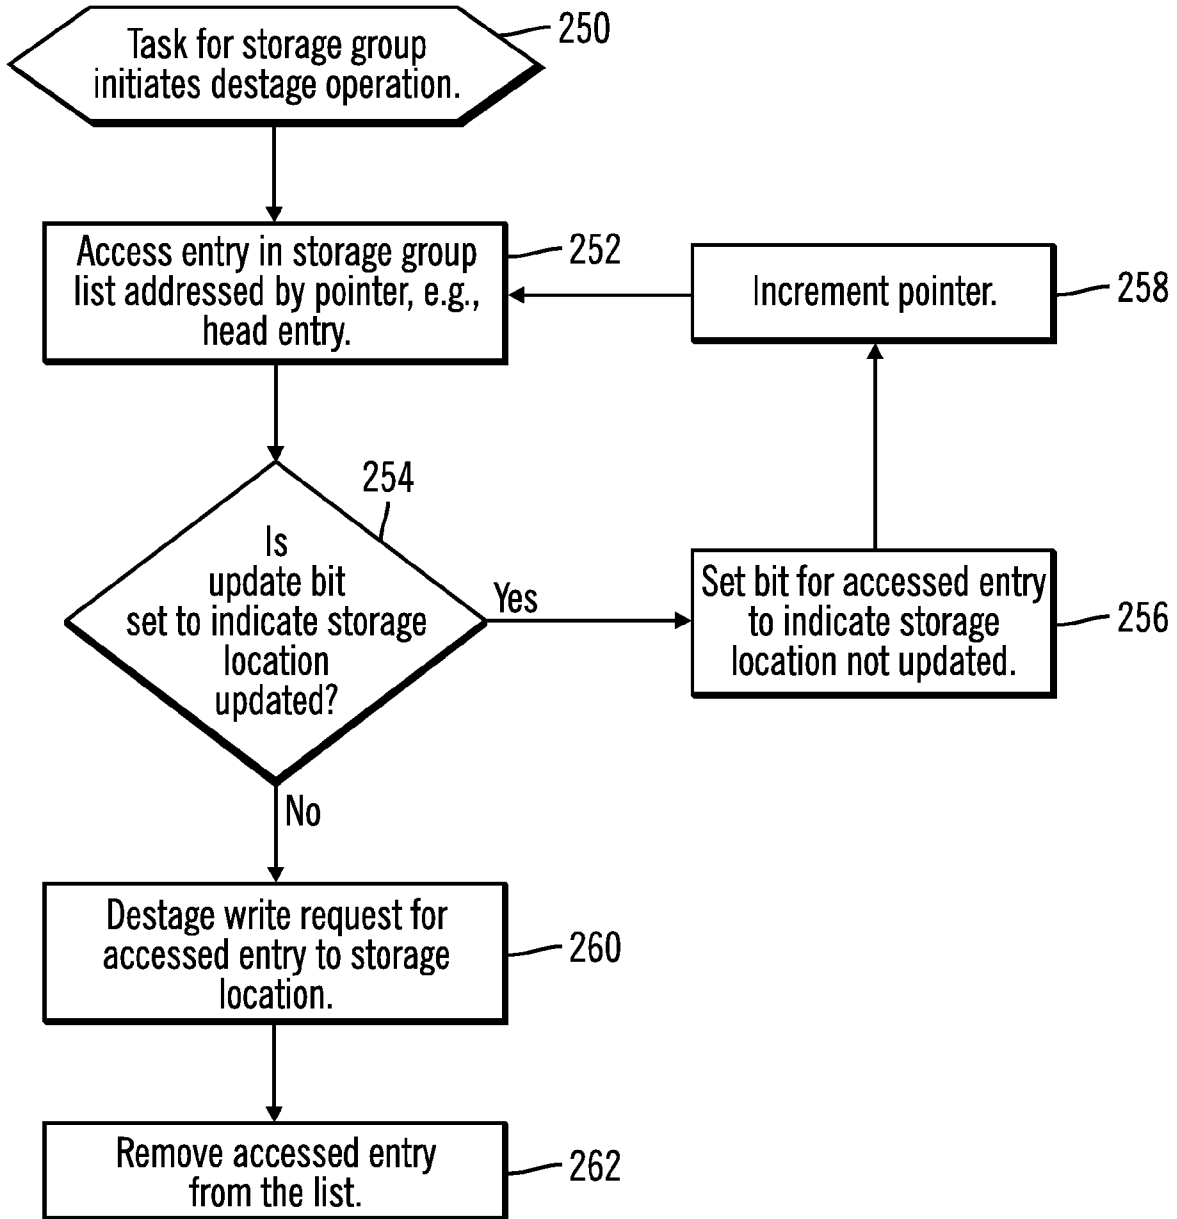 Task for storage group
initiates destage operation.
250
Access entry in storage group
list addressed by pointer, e.g.,
head entry.
252
Increment pointer.
258
254
Is
update bit
set to indicate storage
location
updated?
Yes
Set bit for accessed entry
to indicate storage
location not updated.
256
No
Destage write request for
accessed entry to storage
location.
260
Remove accessed entry
from the list.
262